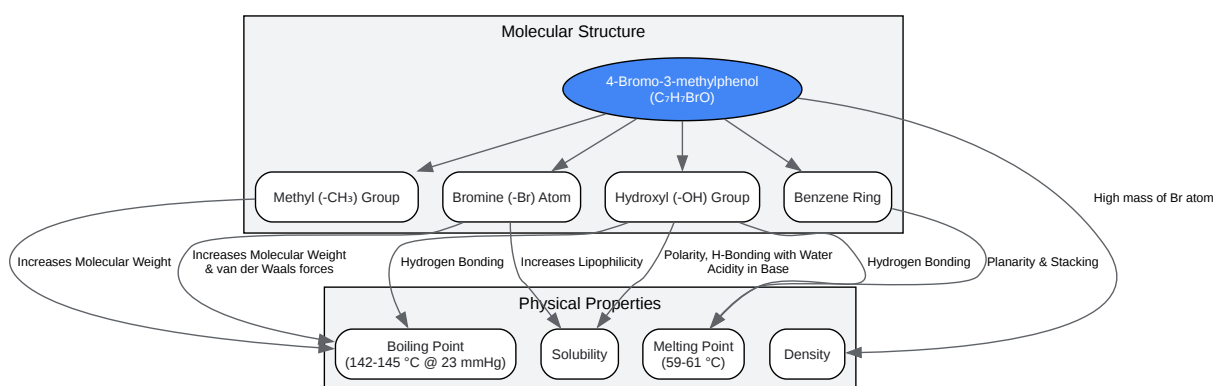 Molecular Structure
4-Bromo-3-methylphenol
(C₇H₇BrO)
Methyl (-CH₃) Group
Bromine (-Br) Atom
Hydroxyl (-OH) Group
Benzene Ring
High mass of Br atom
Increases Molecular Weight
Increases Molecular Weight
& van der Waals forces
Hydrogen Bonding
Increases Lipophilicity
Polarity, H-Bonding with Water
Acidity in Base
Hydrogen Bonding
Planarity & Stacking
Physical Properties
Boiling Point
(142-145 °C @ 23 mmHg)
Solubility
Melting Point
(59-61 °C)
Density